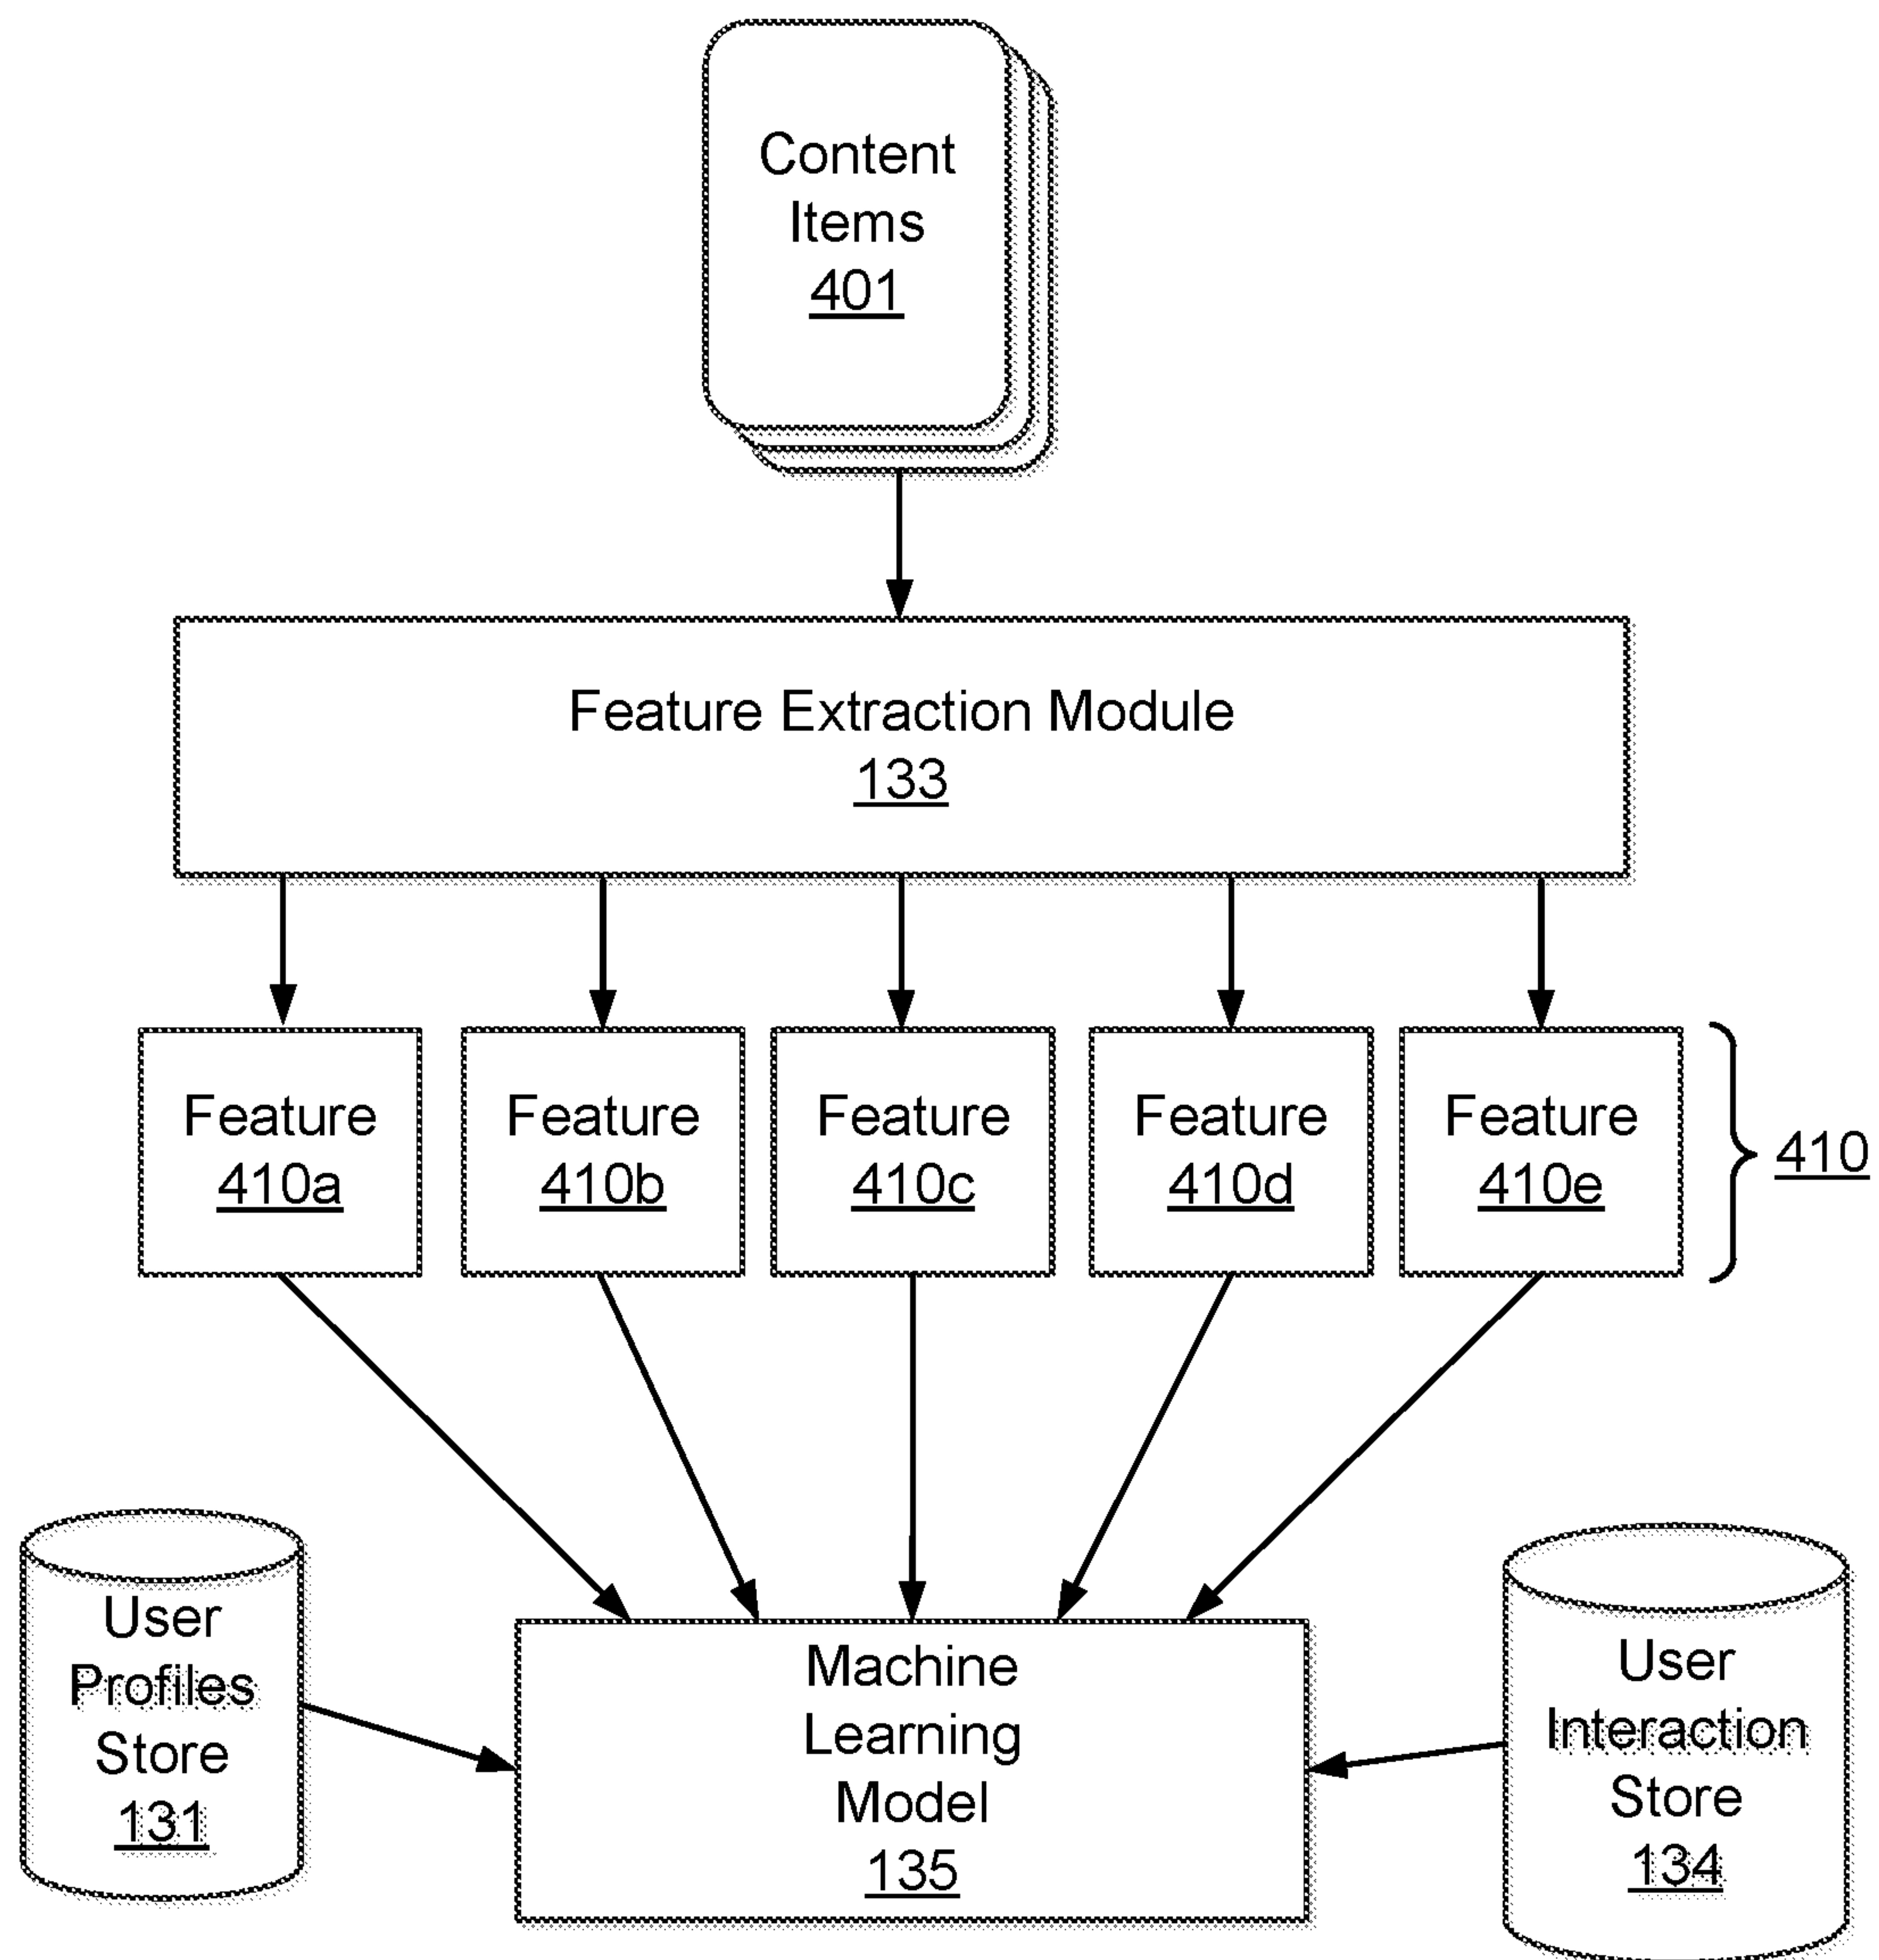 Content
Items
401
Feature Extraction Module
133
Feature
410a
Feature
410b
Feature
410c
Feature
410d
Feature
410e
410
User
Profiles
Store
131
Machine
Learning
Model
135
User
Interaction
Store
134